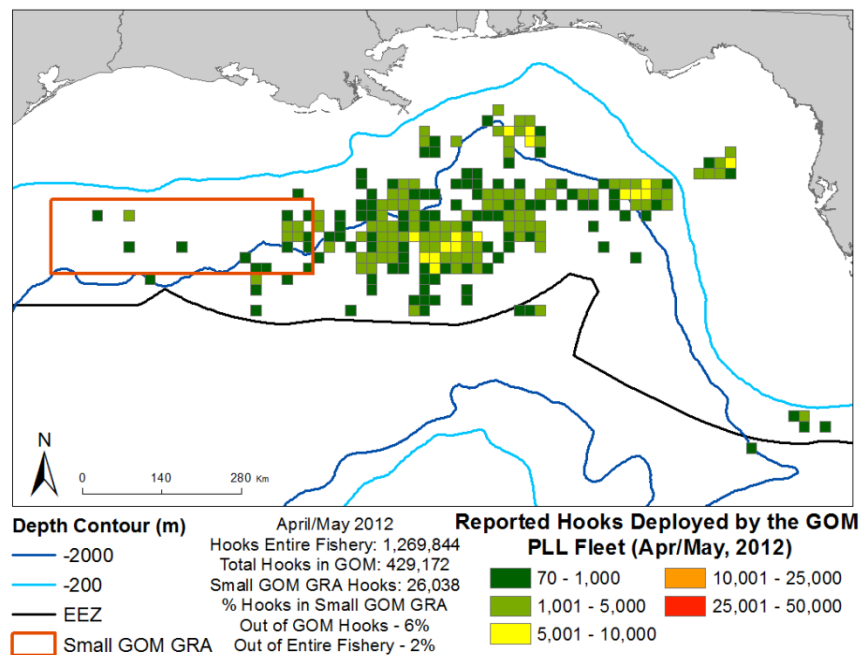 N
0 140 280 Km
Depth Contour (m)
-2000
-200
EEZ
Small GOM GRA
April/May 2012
Hooks Entire Fishery: 1,269,844
Total Hooks in GOM: 429,172
Small GOM GRA Hooks: 26,038
% Hooks in Small GOM GRA
Out of GOM Hooks - 6%
Out of Entire Fishery - 2%
Reported Hooks Deployed by the GOM
PLL Fleet (Apr/May, 2012)
70 - 1,000
1,001 - 5,000
5,001 - 10,000
10,001 - 25,000
25,001 - 50,000